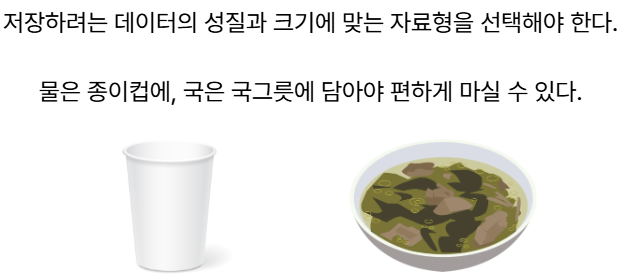 저장하려는 데이터의 성질과 크기에 맞는 자료형을 선택해야 한다.
물은 종이컵에, 국은 국그릇에 담아야 편하게 마실 수 있다.